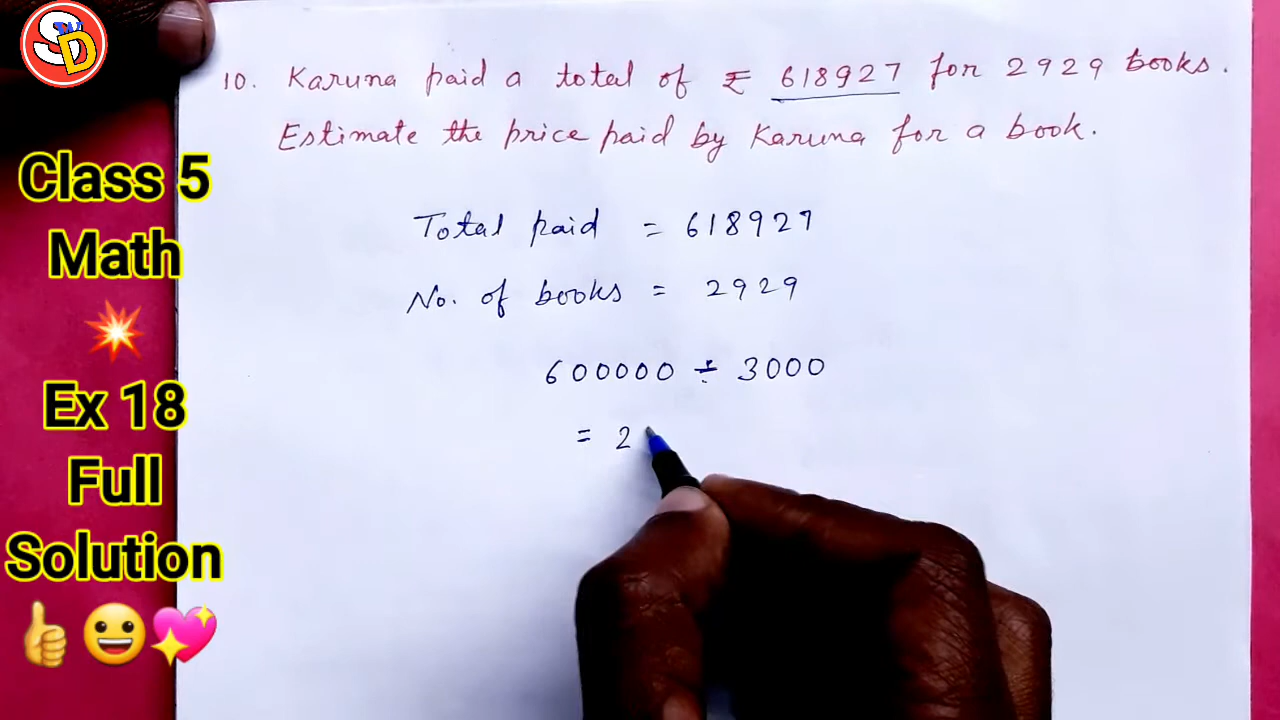 SD
Class 5
Math
Ex 18
Full
Solution
10. Karuna paid a total of ₹ 618927 for 2929 books.
Estimate the price paid by Karuna for a book.
Total paid = 618927
No. of books = 2929
600000 ÷ 3000
= 2